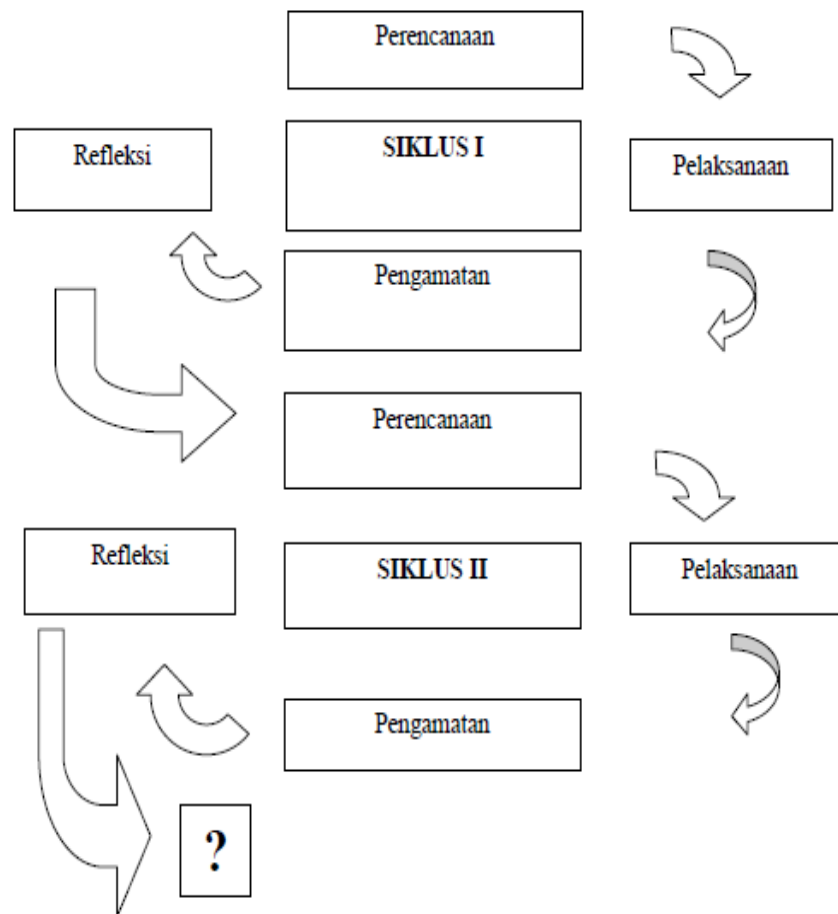 Perencanaan
Refleksi
SIKLUS I
Pelaksanaan
Pengamatan
Perencanaan
Refleksi
SIKLUS II
Pelaksanaan
Pengamatan
?